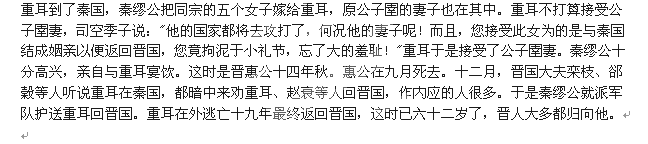 重耳到了秦国，秦缪公把同宗的五个女子嫁给重耳，原公子圉的妻子也在其中。重耳不打算接受公
子圉妻，司空季子说："他的国家都将去攻打了，何况他的妻子呢！而且，您接受此女为的是与秦国
结成姻亲以便返回晋国，您竟拘泥于小礼节，忘了大的羞耻！"重耳于是接受了公子圉妻。秦缪公十
分高兴，亲自与重耳宴饮。这时是晋惠公十四年秋。惠公在九月死去。十二月，晋国大夫栾枝、郤
縠等人听说重耳在秦国，都暗中来劝重耳、赵衰等人回晋国，作内应的人很多。于是秦缪公就派军
队护送重耳回晋国。重耳在外逃亡十九年最终返回晋国，这时已六十二岁了，晋人大多都归向他。